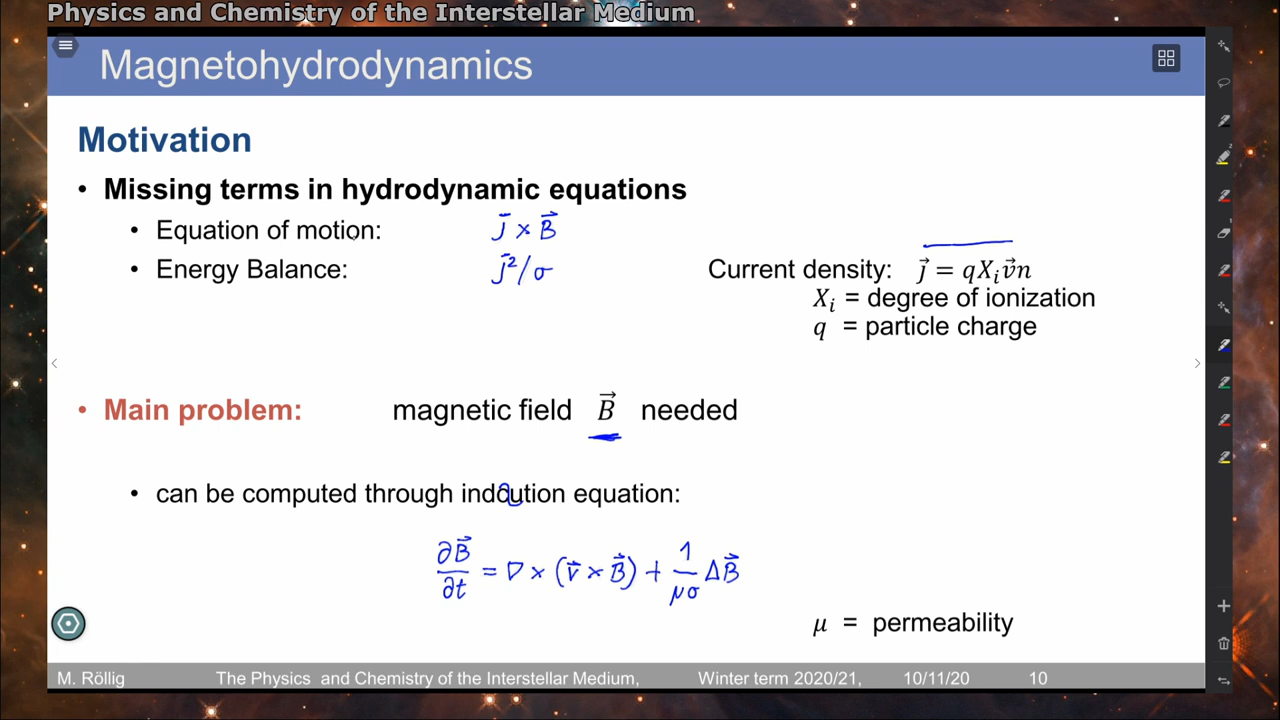 Physics and Chemistry of the Interstellar Medium
Magnetohydrodynamics
Motivation
• Missing terms in hydrodynamic equations
• Equation of motion: j⃗ × B⃗
• Energy Balance: j⃗²/σ
Current density: j⃗ = qXᵢv⃗n
Xᵢ = degree of ionization
q = particle charge
• Main problem: magnetic field B⃗ needed
• can be computed through indcution equation:
∂B⃗/∂t = ∇ × (v⃗ × B⃗) + 1/μσ ΔB⃗
μ = permeability
M. Röllig The Physics and Chemistry of the Interstellar Medium, Winter term 2020/21, 10/11/20 10